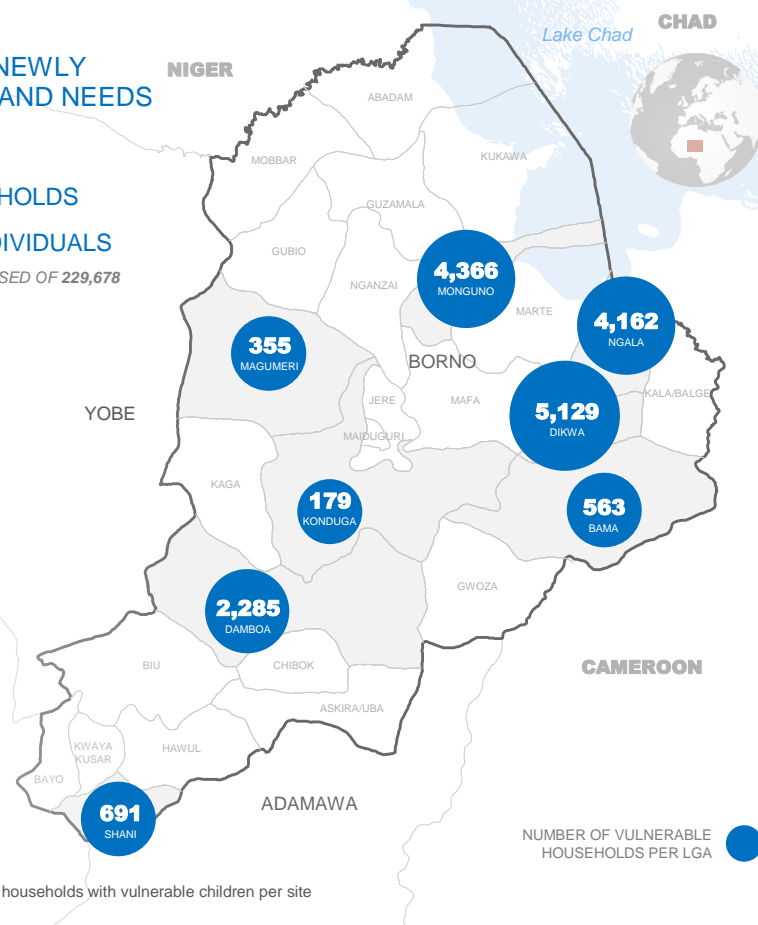 CHAD
Lake Chad
NEWLY
NIGER
AND NEEDS
ABADAM
MOBBAR
KUKAWA
HOLDS
GUZAMALA
DIVIDUALS
GUBIO
SED OF 229,678
4,366
MONGUNO
NGANZAI
MARTE
4,162
NGALA
355
MAGUMERI
BORNO
KALA/BALGE
JERE
MAFA
YOBE
5,129
DIKWA
MAIDUGURI
KAGA
179
KONDUGA
563
BAMA
GWOZA
2,285
DAMBOA
BIU
CHIBOK
CAMEROON
ASKIRA/UBA
KWAYA
KUSAR
HAWUL
BAYO
ADAMAWA
691
SHANI
NUMBER OF VULNERABLE
HOUSEHOLDS PER LGA
households with vulnerable children per site